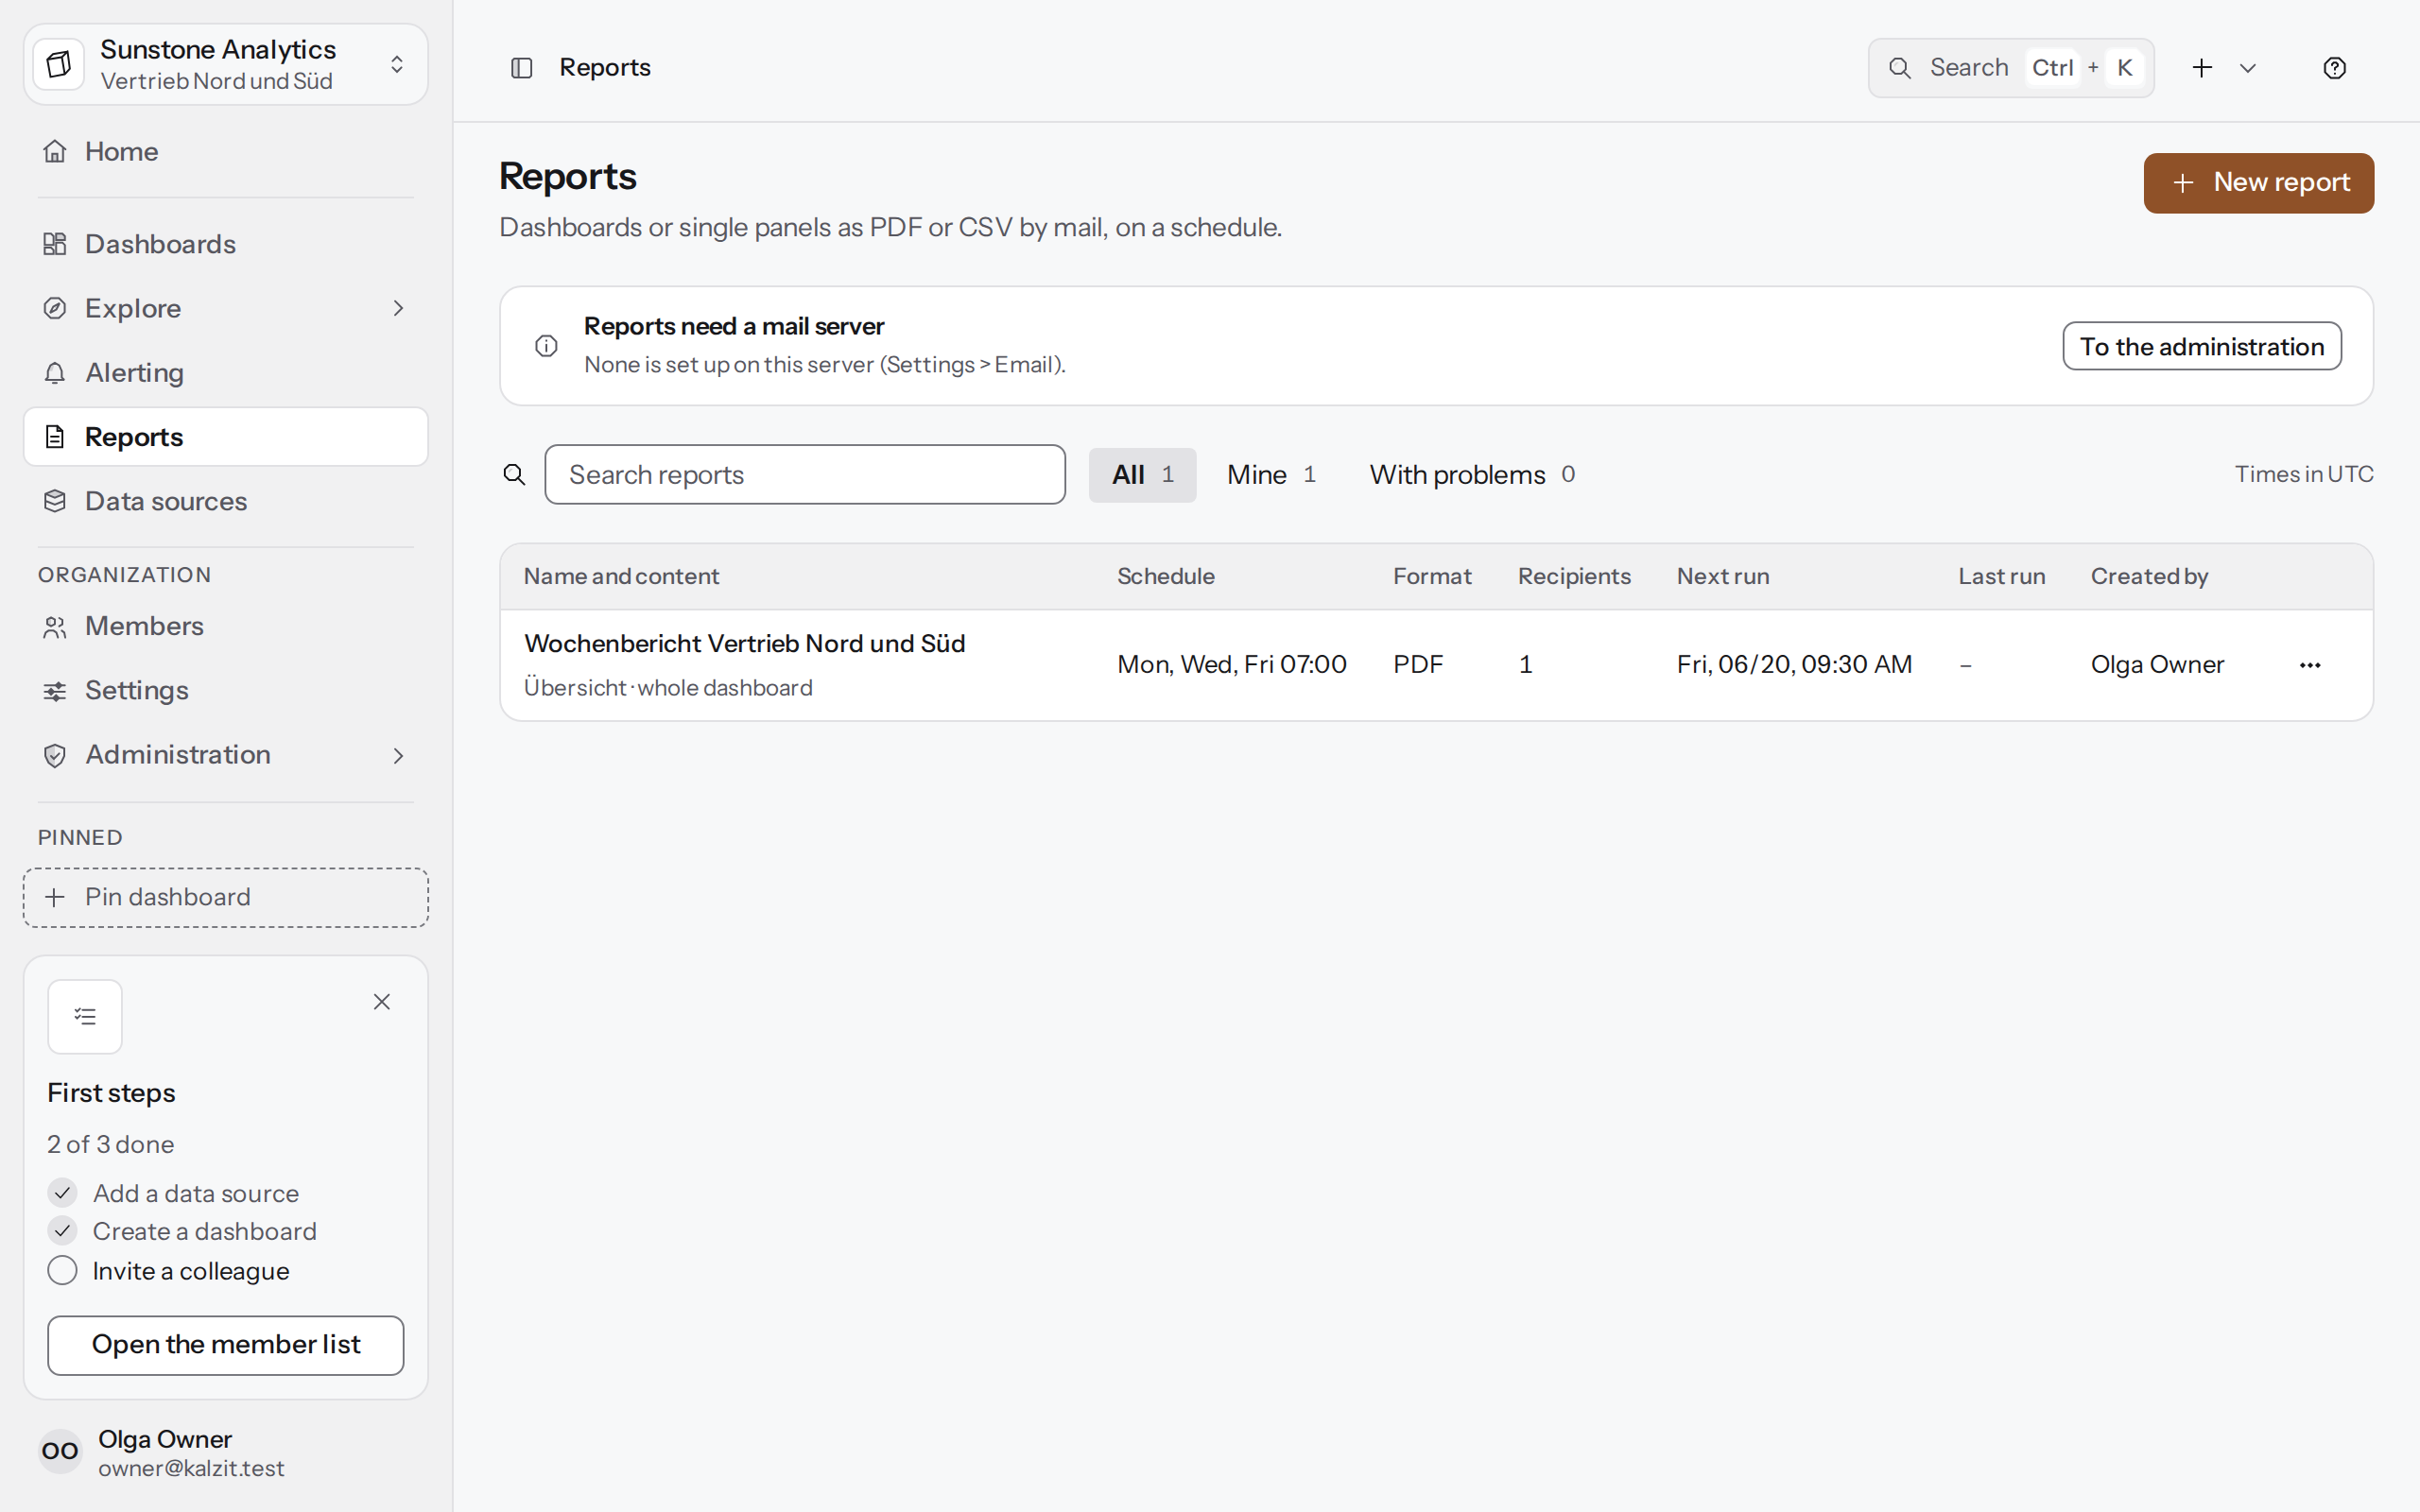 Sunstone Analytics
Vertrieb Nord und Süd
Home
Dashboards
Explore
Alerting
Reports
Data sources
ORGANIZATION
Members
Settings
Administration
PINNED
Pin dashboard
First steps
2 of 3 done
Add a data source
Create a dashboard
Invite a colleague
Open the member list
OO
Olga Owner
owner@kalzit.test
Reports
Search Ctrl + K
Reports
Dashboards or single panels as PDF or CSV by mail, on a schedule.
New report
Reports need a mail server
None is set up on this server (Settings > Email).
To the administration
Search reports
All 1 Mine 1 With problems 0
Times in UTC
Name and content Schedule Format Recipients Next run Last run Created by
Wochenbericht Vertrieb Nord und Süd
Übersicht · whole dashboard
Mon, Wed, Fri 07:00 PDF 1 Fri, 06/20, 09:30 AM – Olga Owner